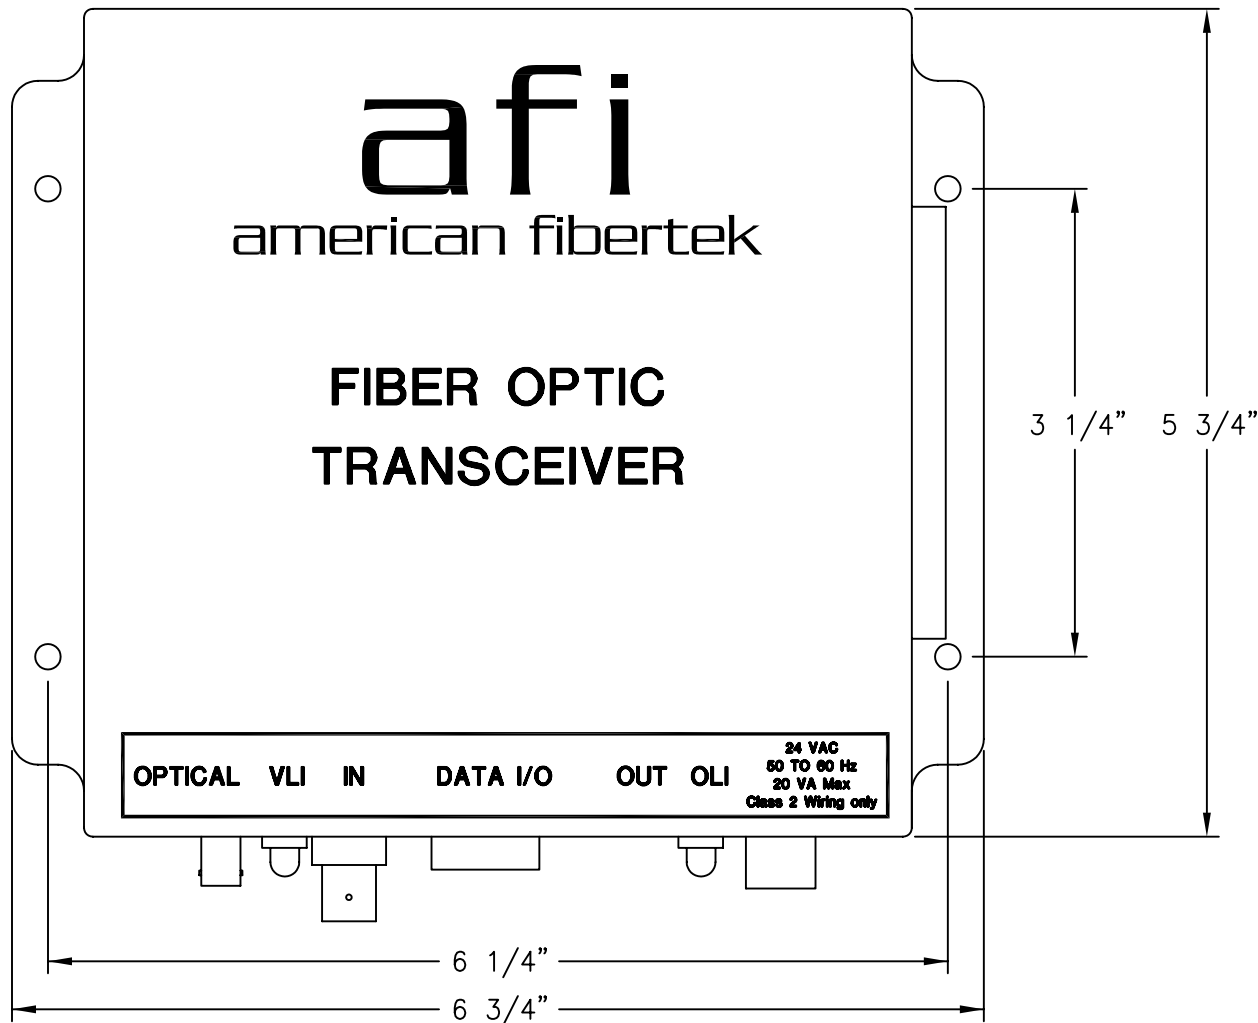 afi
american fibertek
FIBER OPTIC
TRANSCEIVER
3 1/4” 5 3/4”
OPTICAL VLI IN DATA I/O OUT OLI
24 VAC
50 TO 60 Hz
20 VA Max
Class 2 Wiring only
6 1/4”
6 3/4”